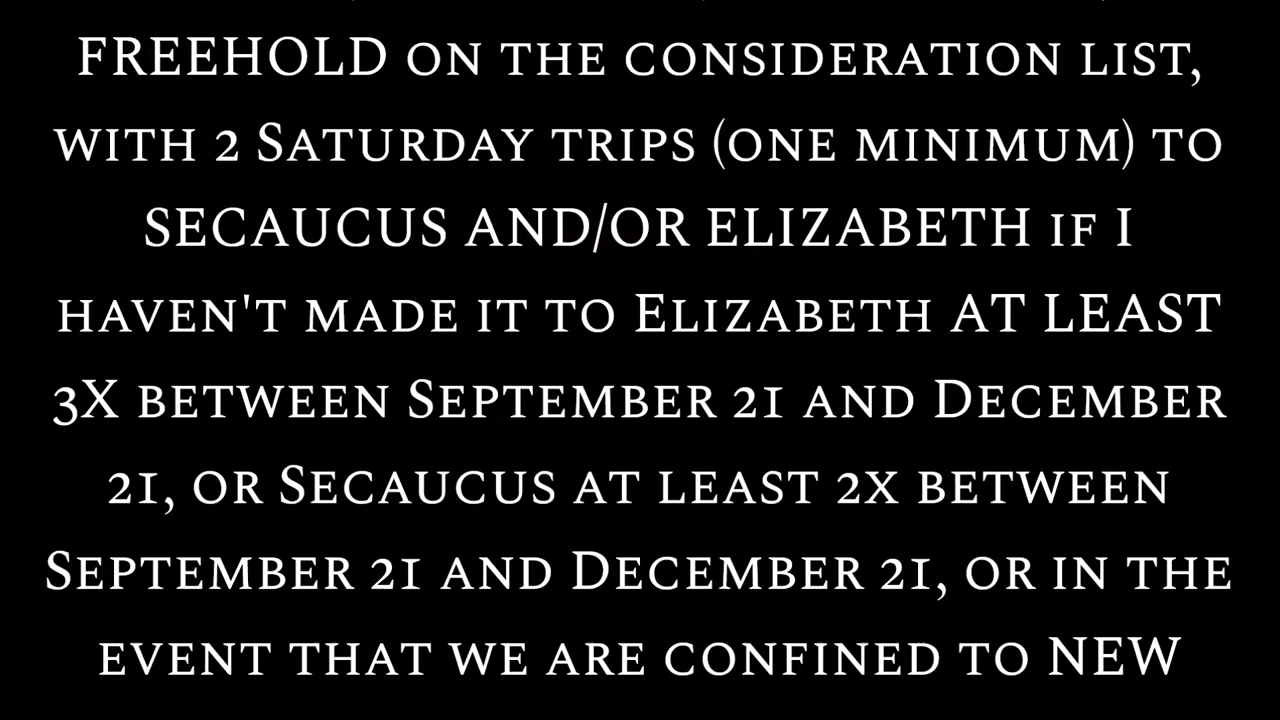 FREEHOLD on the consideration list,
with 2 Saturday trips (one minimum) to
SECAUCUS AND/OR ELIZABETH if I
haven't made it to Elizabeth AT LEAST
3X between September 21 and December
21, or Secaucus at least 2x between
September 21 and December 21, or in the
event that we are confined to NEW